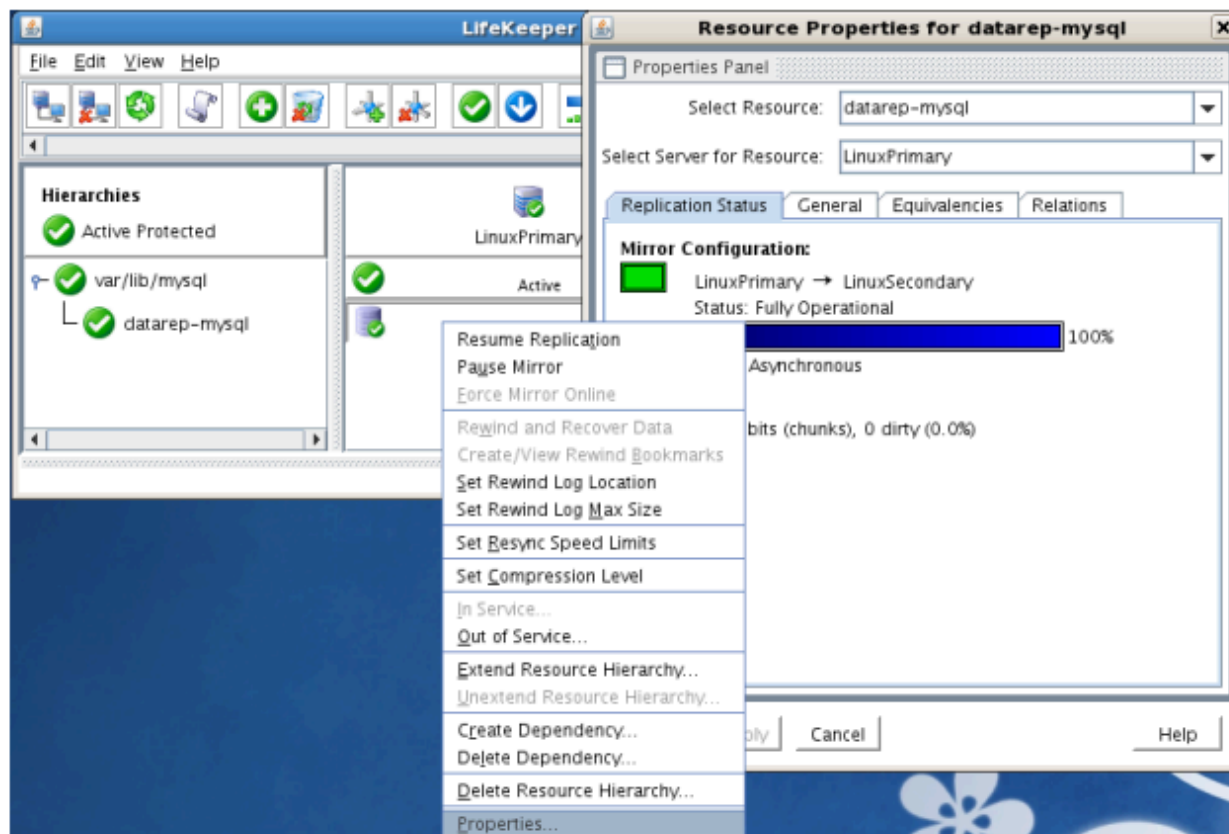 LifeKeeper
File Edit View Help
Hierarchies
Active Protected
var/lib/mysql
datarep-mysql
LinuxPrimary
Active
Resource Properties for datarep-mysql
Properties Panel
Select Resource: datarep-mysql
Select Server for Resource: LinuxPrimary
Replication Status General Equivalencies Relations
Mirror Configuration:
LinuxPrimary → LinuxSecondary
Status: Fully Operational
100%
Asynchronous
bits (chunks), 0 dirty (0.0%)
Cancel Help
Resume Replication
Pause Mirror
Force Mirror Online
Rewind and Recover Data
Create/View Rewind Bookmarks
Set Rewind Log Location
Set Rewind Log Max Size
Set Resync Speed Limits
Set Compression Level
In Service...
Out of Service...
Extend Resource Hierarchy...
Unextend Resource Hierarchy...
Create Dependency...
Delete Dependency...
Delete Resource Hierarchy...
Properties...